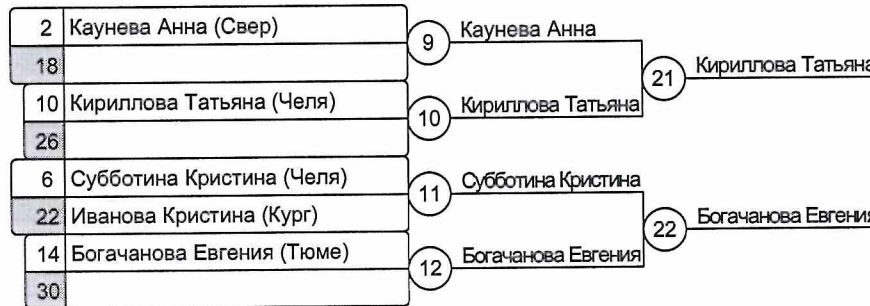 2 Каунева Анна (Свер)
18
9 Каунева Анна
10 Кириллова Татьяна (Челя)
26
10 Кириллова Татьяна
21 Кириллова Татьяна
6 Субботина Кристина (Челя)
22 Иванова Кристина (Кург)
11 Субботина Кристина
14 Богачанова Евгения (Тюме)
30
12 Богачанова Евгения
22 Богачанова Евгения